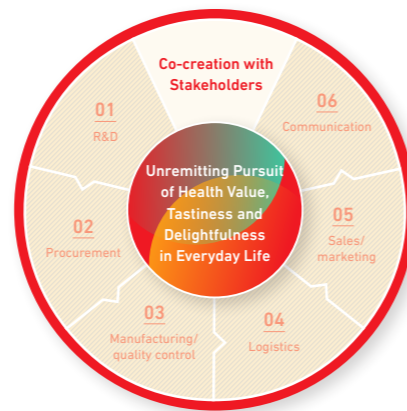 Co-creation with
Stakeholders
01
R&D
02
Procurement
03
Manufacturing/
quality control
04
Logistics
05
Sales/
marketing
06
Communication
Unremitting Pursuit
of Health Value,
Tastiness and
Delightfulness
in Everyday Life